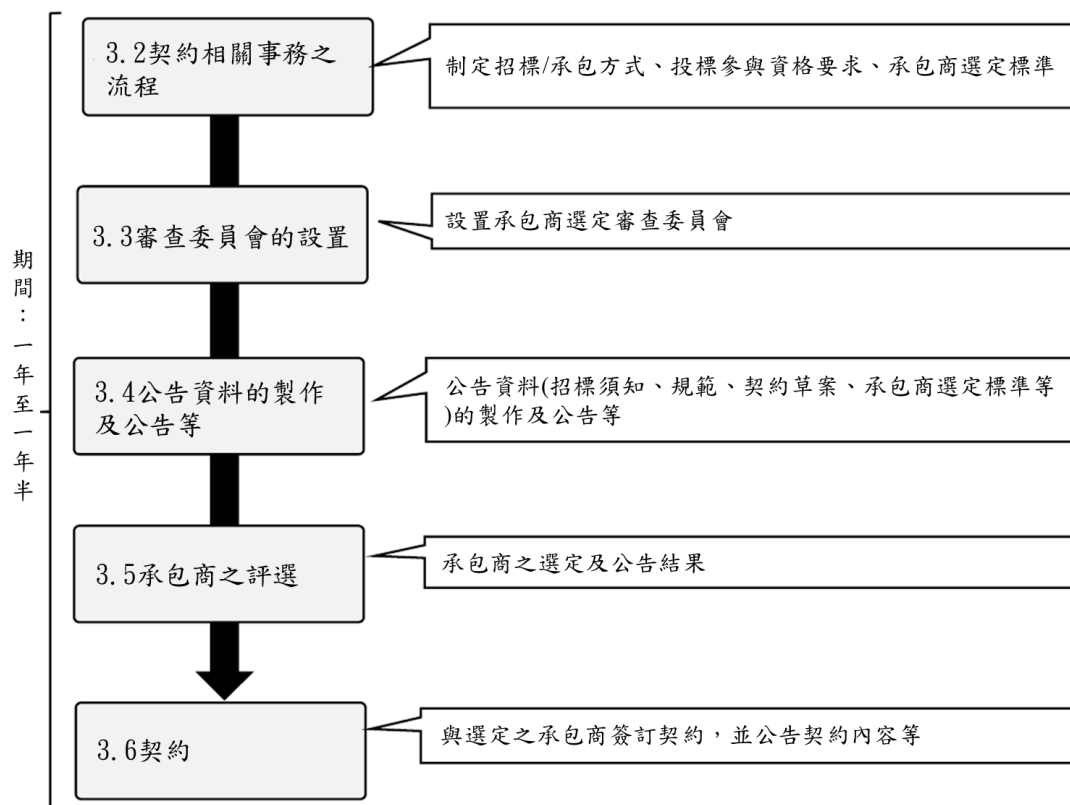 3.2契約相關事務之
流程
制定招標/承包方式、投標參與資格要求、承包商選定標準
3.3審查委員會的設置
設置承包商選定審查委員會
期間：一年至一年半
3.4公告資料的製作
及公告等
公告資料(招標須知、規範、契約草案、承包商選定標準等
)的製作及公告等
3.5承包商之評選
承包商之選定及公告結果
3.6契約
與選定之承包商簽訂契約，並公告契約內容等